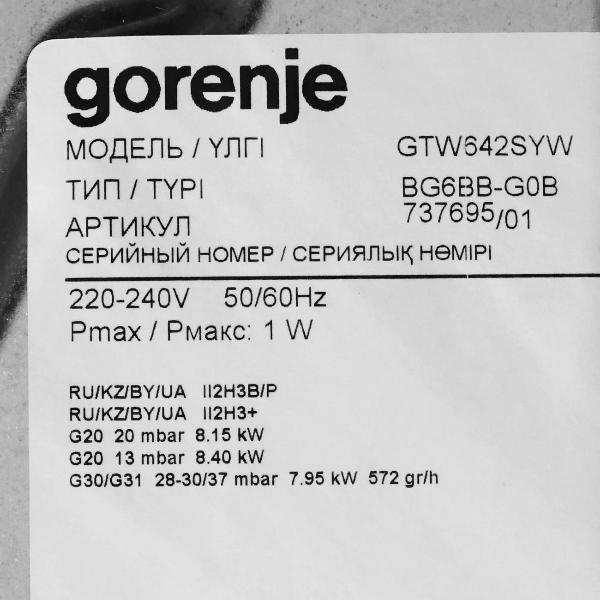 gorenje
МОДЕЛЬ / ҮЛГІ GTW642SYW
ТИП / ТҮРІ BG6BB-G0B
АРТИКУЛ 737695/01
СЕРИЙНЫЙ НОМЕР / СЕРИЯЛЫҚ НӨМІРІ
220-240V 50/60Hz
Pmax / Рмакс: 1 W
RU/KZ/BY/UA II2H3B/P
RU/KZ/BY/UA II2H3+
G20 20 mbar 8.15 kW
G20 13 mbar 8.40 kW
G30/G31 28-30/37 mbar 7.95 kW 572 gr/h